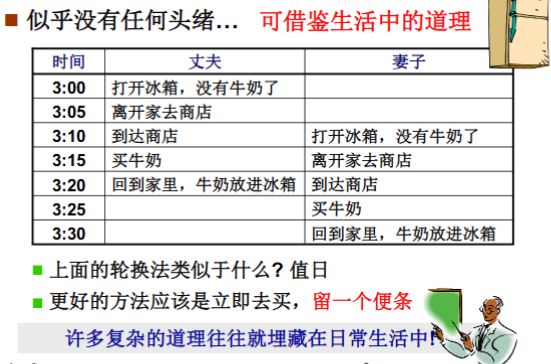 似乎没有任何头绪… 可借鉴生活中的道理
时间 丈夫 妻子
3:00 打开冰箱，没有牛奶了
3:05 离开家去商店
3:10 到达商店 打开冰箱，没有牛奶了
3:15 买牛奶 离开家去商店
3:20 回到家里，牛奶放进冰箱 到达商店
3:25 买牛奶
3:30 回到家里，牛奶放进冰箱
上面的轮换法类似于什么? 值日
更好的方法应该是立即去买，留一个便条
许多复杂的道理往往就埋藏在日常生活中!